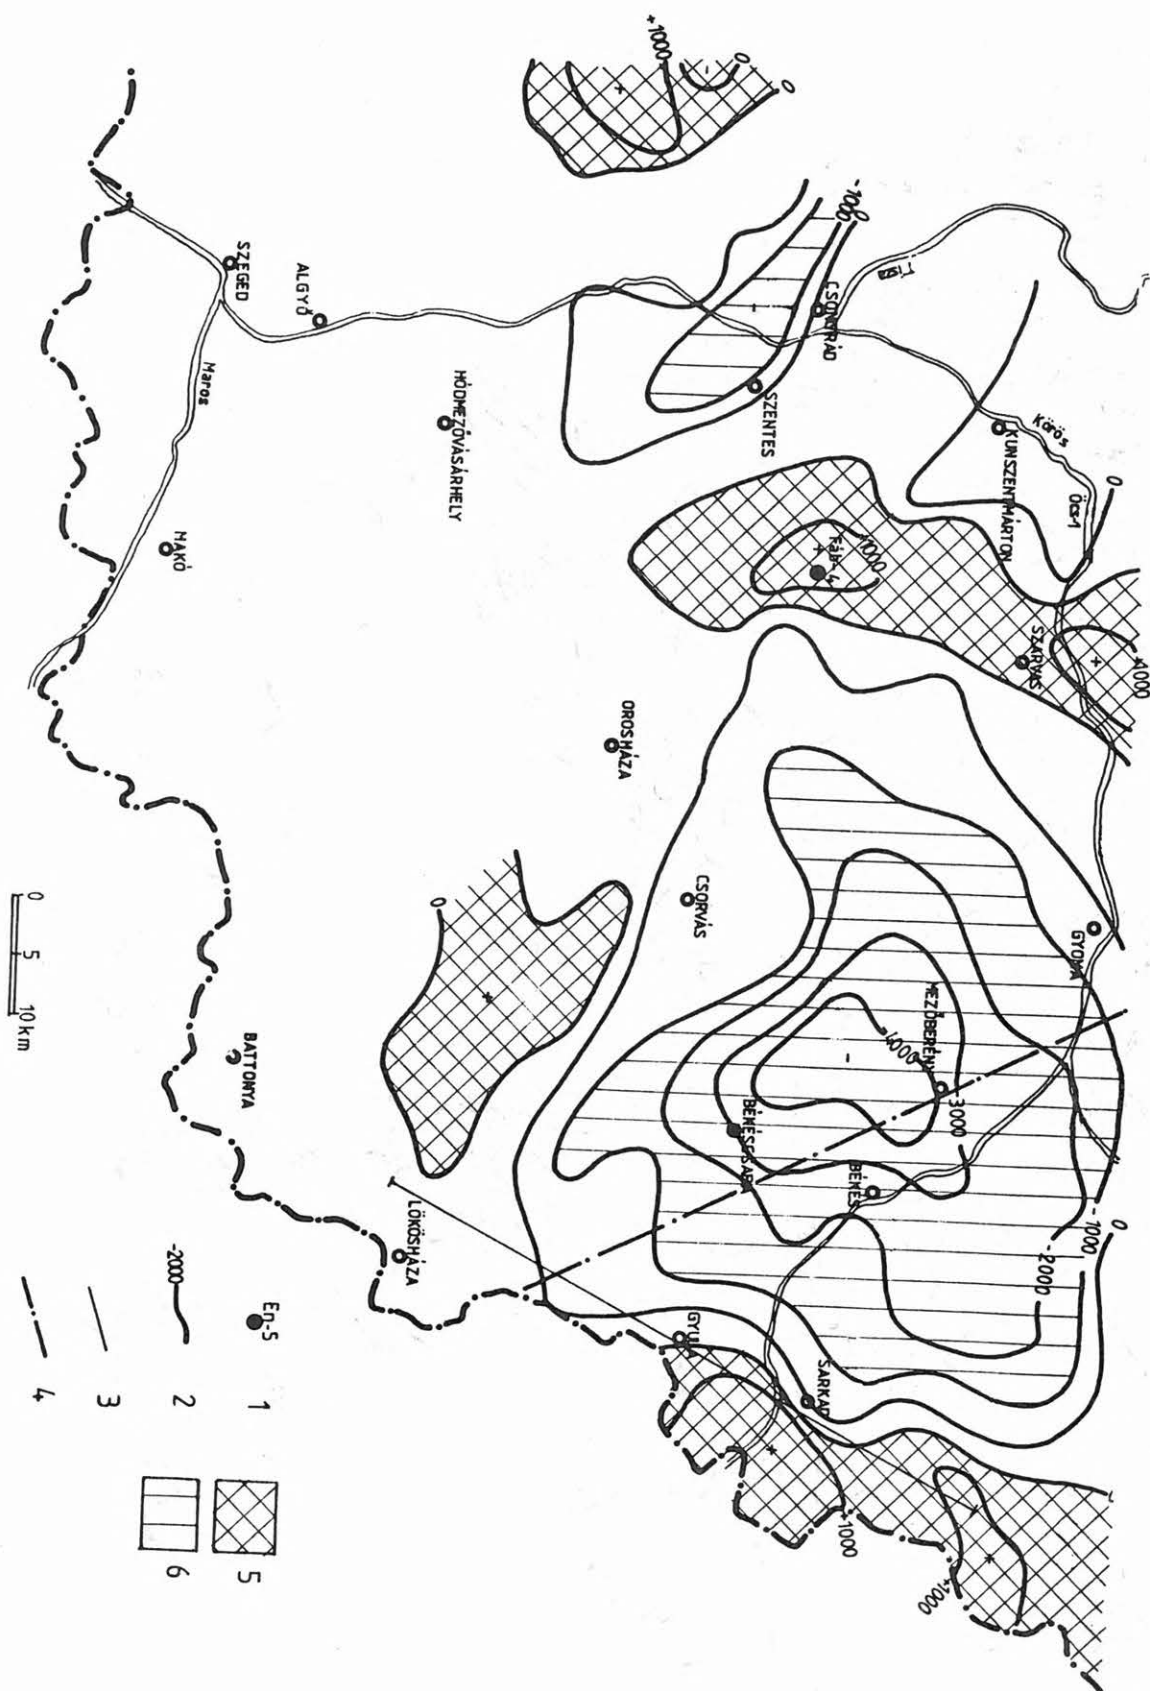 +1000
0
0
-1000
Tisza
CSONGRÁD
SZENTES
SZEGED
ALGYŐ
Maros
HÓDMEZŐVÁSÁRHELY
MAKÓ
KUNSZENTMÁRTON
Körös
Öcs-1
0
+1000
Fáb-4
SZARVAS
+1000
OROSHÁZA
CSORVÁS
GYOMA
MEZŐBERÉNY
-4000
-3000
BÉKÉSCSABA
BÉKÉS
0
-1000
-2000
0
BATTONYA
LŐKÖSHÁZA
GYULA
SARKAD
+1000
+1000
0 5 10 km
En-5 1
-2000 2
3
4
5
6